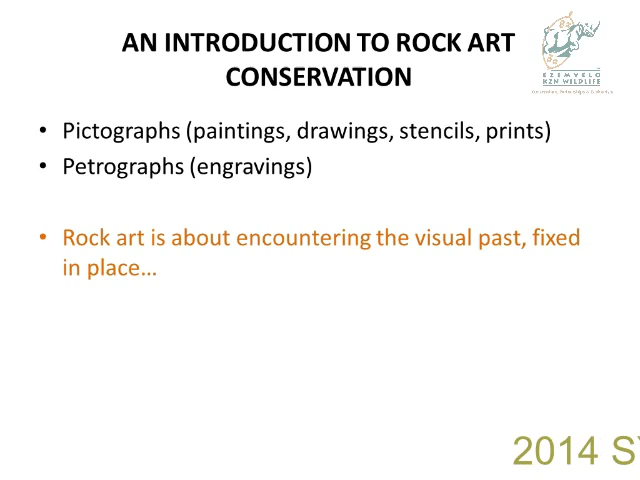 AN INTRODUCTION TO ROCK ART
CONSERVATION
EZEMVELO
KZN WILDLIFE
• Pictographs (paintings, drawings, stencils, prints)
• Petrographs (engravings)
• Rock art is about encountering the visual past, fixed
in place…
2014 SY